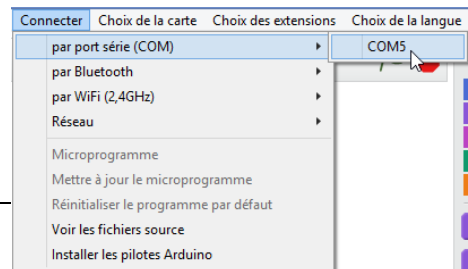 Connecter Choix de la carte Choix des extensions Choix de la langue
par port série (COM) COM5
par Bluetooth
par WiFi (2,4GHz)
Réseau
Microprogramme
Mettre à jour le microprogramme
Réinitialiser le programme par défaut
Voir les fichiers source
Installer les pilotes Arduino